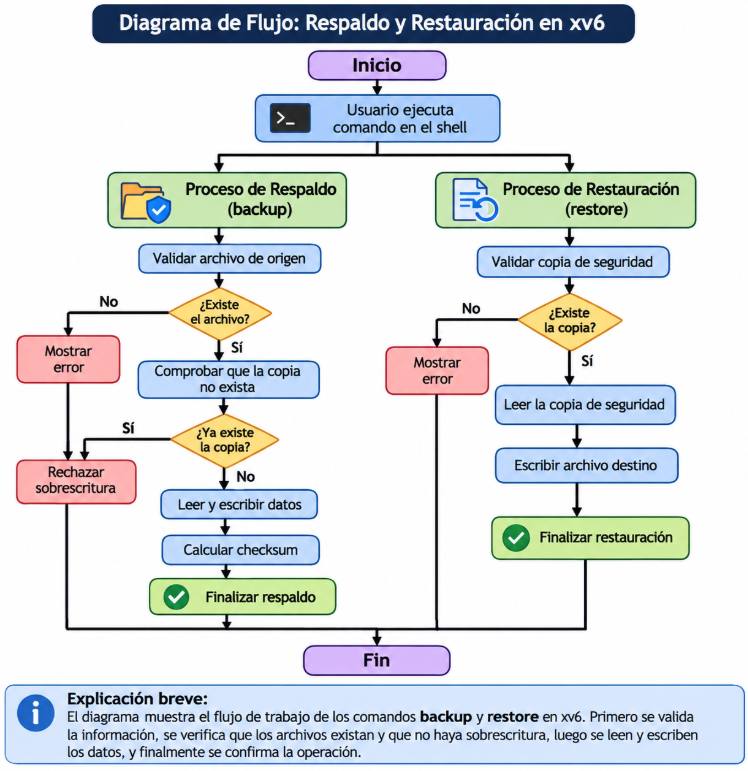 Diagrama de Flujo: Respaldo y Restauración en xv6
Inicio
>_
Usuario ejecuta
comando en el shell
Proceso de Respaldo
(backup)
Validar archivo de origen
¿Existe
el archivo?
No
Mostrar
error
Sí
Comprobar que la copia
no exista
¿Ya existe
la copia?
Sí
Rechazar
sobrescritura
No
Leer y escribir datos
Calcular checksum
Finalizar respaldo
Proceso de Restauración
(restore)
Validar copia de seguridad
¿Existe
la copia?
No
Mostrar
error
Sí
Leer la copia de seguridad
Escribir archivo destino
Finalizar restauración
Fin
i
Explicación breve:
El diagrama muestra el flujo de trabajo de los comandos backup y restore en xv6. Primero se valida
la información, se verifica que los archivos existan y que no haya sobrescritura, luego se leen y escriben
los datos, y finalmente se confirma la operación.